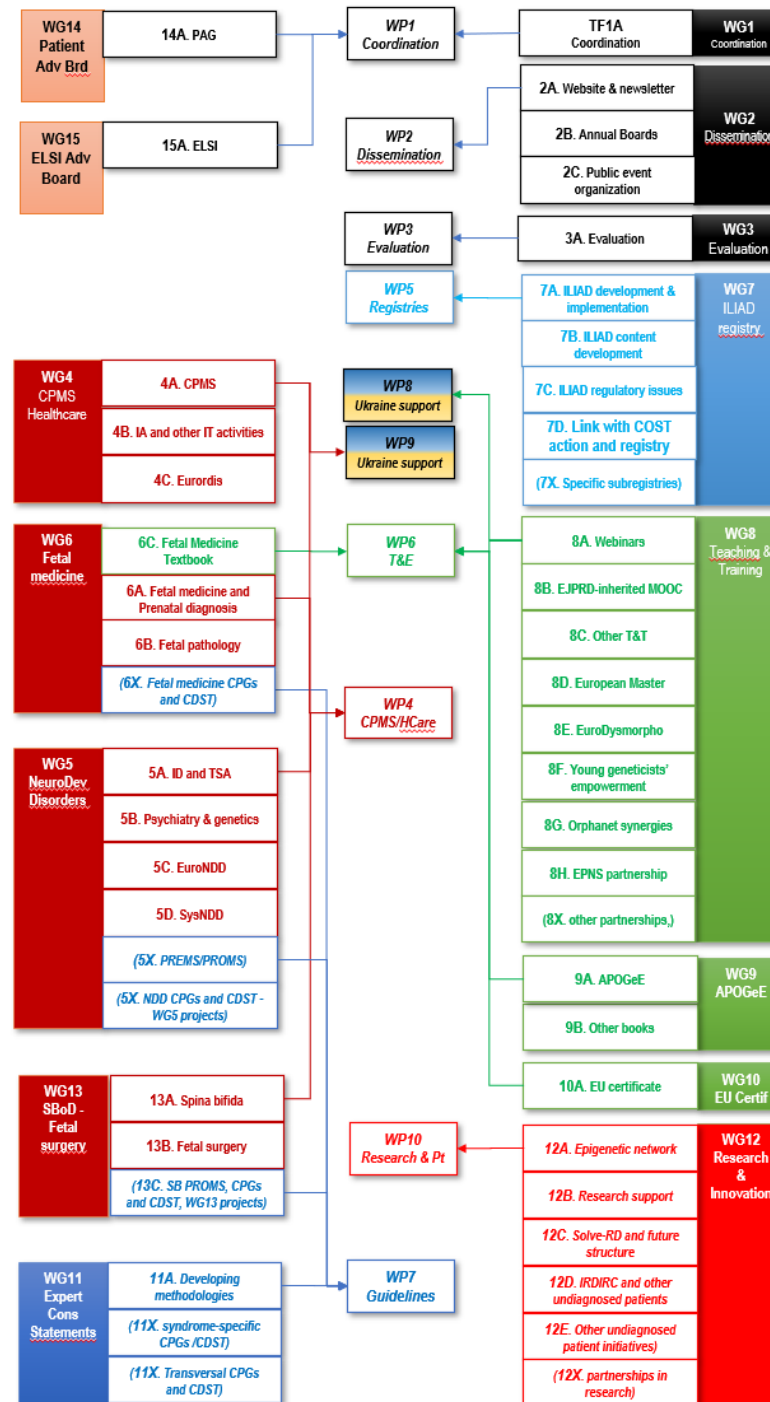 WG14
Patient
Adv Brd
14A. PAG
WG15
ELSI Adv
Board
15A. ELSI
WP1
Coordination
TF1A
Coordination
WG1
Coordination
WP2
Dissemination
2A. Website & newsletter
2B. Annual Boards
2C. Public event
organization
WG2
Dissemination
WP3
Evaluation
3A. Evaluation
WG3
Evaluation
WP5
Registries
7A. ILIAD development &
implementation
7B. ILIAD content
development
7C. ILIAD regulatory issues
7D. Link with COST
action and registry
(7X. Specific subregistries)
WG7
ILIAD
registry
WG4
CPMS
Healthcare
4A. CPMS
4B. IA and other IT activities
4C. Eurordis
WP8
Ukraine support
WP9
Ukraine support
WG6
Fetal
medicine
6C. Fetal Medicine
Textbook
6A. Fetal medicine and
Prenatal diagnosis
6B. Fetal pathology
(6X. Fetal medicine CPGs
and CDST)
WP6
T&E
WP4
CPMS/HCare
8A. Webinars
8B. EJPRD-inherited MOOC
8C. Other T&T
8D. European Master
8E. EuroDysmorpho
8F. Young geneticists’
empowerment
8G. Orphanet synergies
8H. EPNS partnership
(8X. other partnerships,)
WG8
Teaching &
Training
WG5
NeuroDev
Disorders
5A. ID and TSA
5B. Psychiatry & genetics
5C. EuroNDD
5D. SysNDD
(5X. PREMS/PROMS)
(5X. NDD CPGs and CDST -
WG5 projects)
9A. APOGeE
9B. Other books
WG9
APOGeE
10A. EU certificate
WG10
EU Certif
WG13
SBoD -
Fetal
surgery
13A. Spina bifida
13B. Fetal surgery
(13C. SB PROMS, CPGs
and CDST, WG13 projects)
WP10
Research & Pt
12A. Epigenetic network
12B. Research support
12C. Solve-RD and future
structure
12D. IRDIRC and other
undiagnosed patients
12E. Other undiagnosed
patient initiatives)
(12X. partnerships in
research)
WG12
Research
&
Innovation
WG11
Expert
Cons
Statements
11A. Developing
methodologies
(11X. syndrome-specific
CPGs /CDST)
(11X. Transversal CPGs
and CDST)
WP7
Guidelines